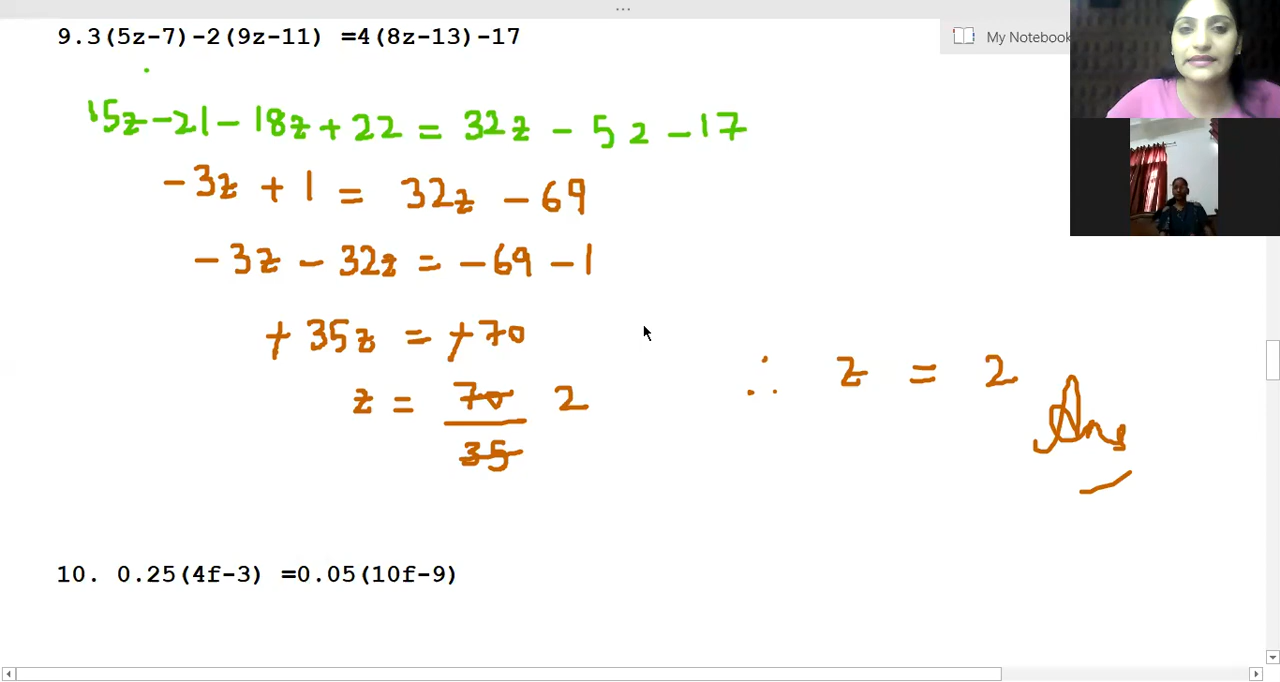 ...
9.3(5z-7)-2(9z-11) =4(8z-13)-17
My Notebook
15z-21-18z+22=32z-52-17
-3z+1=32z-69
-3z-32z=-69-1
+35z=+70
z=70/35 2
∴ z=2
Ans
10. 0.25(4f-3) =0.05(10f-9)